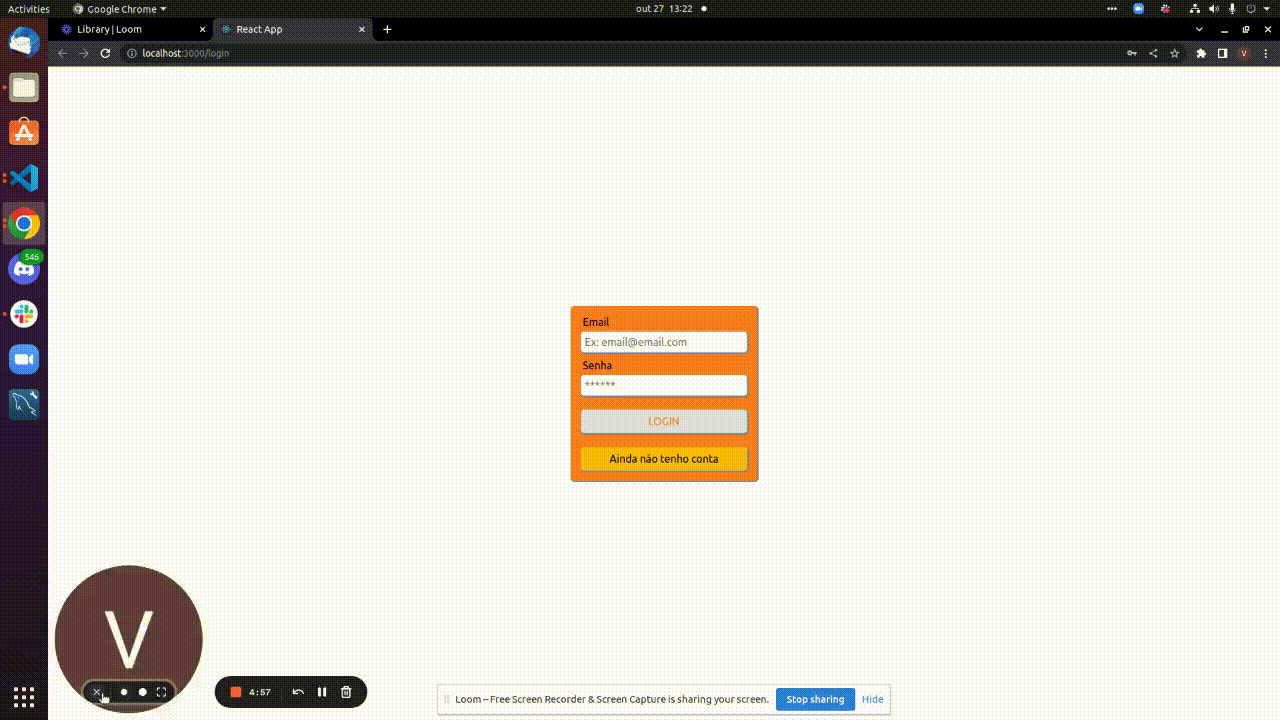 Activities
Google Chrome
out 27 13:22
Library | Loom
React App
localhost:3000/login
V
546
Email
Ex: email@email.com
Senha
******
LOGIN
Ainda não tenho conta
V
4:57
Loom – Free Screen Recorder & Screen Capture is sharing your screen.
Stop sharing
Hide